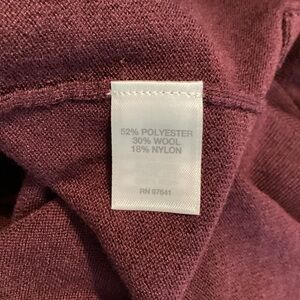 52% POLYESTER
30% WOOL
18% NYLON
RN 97641